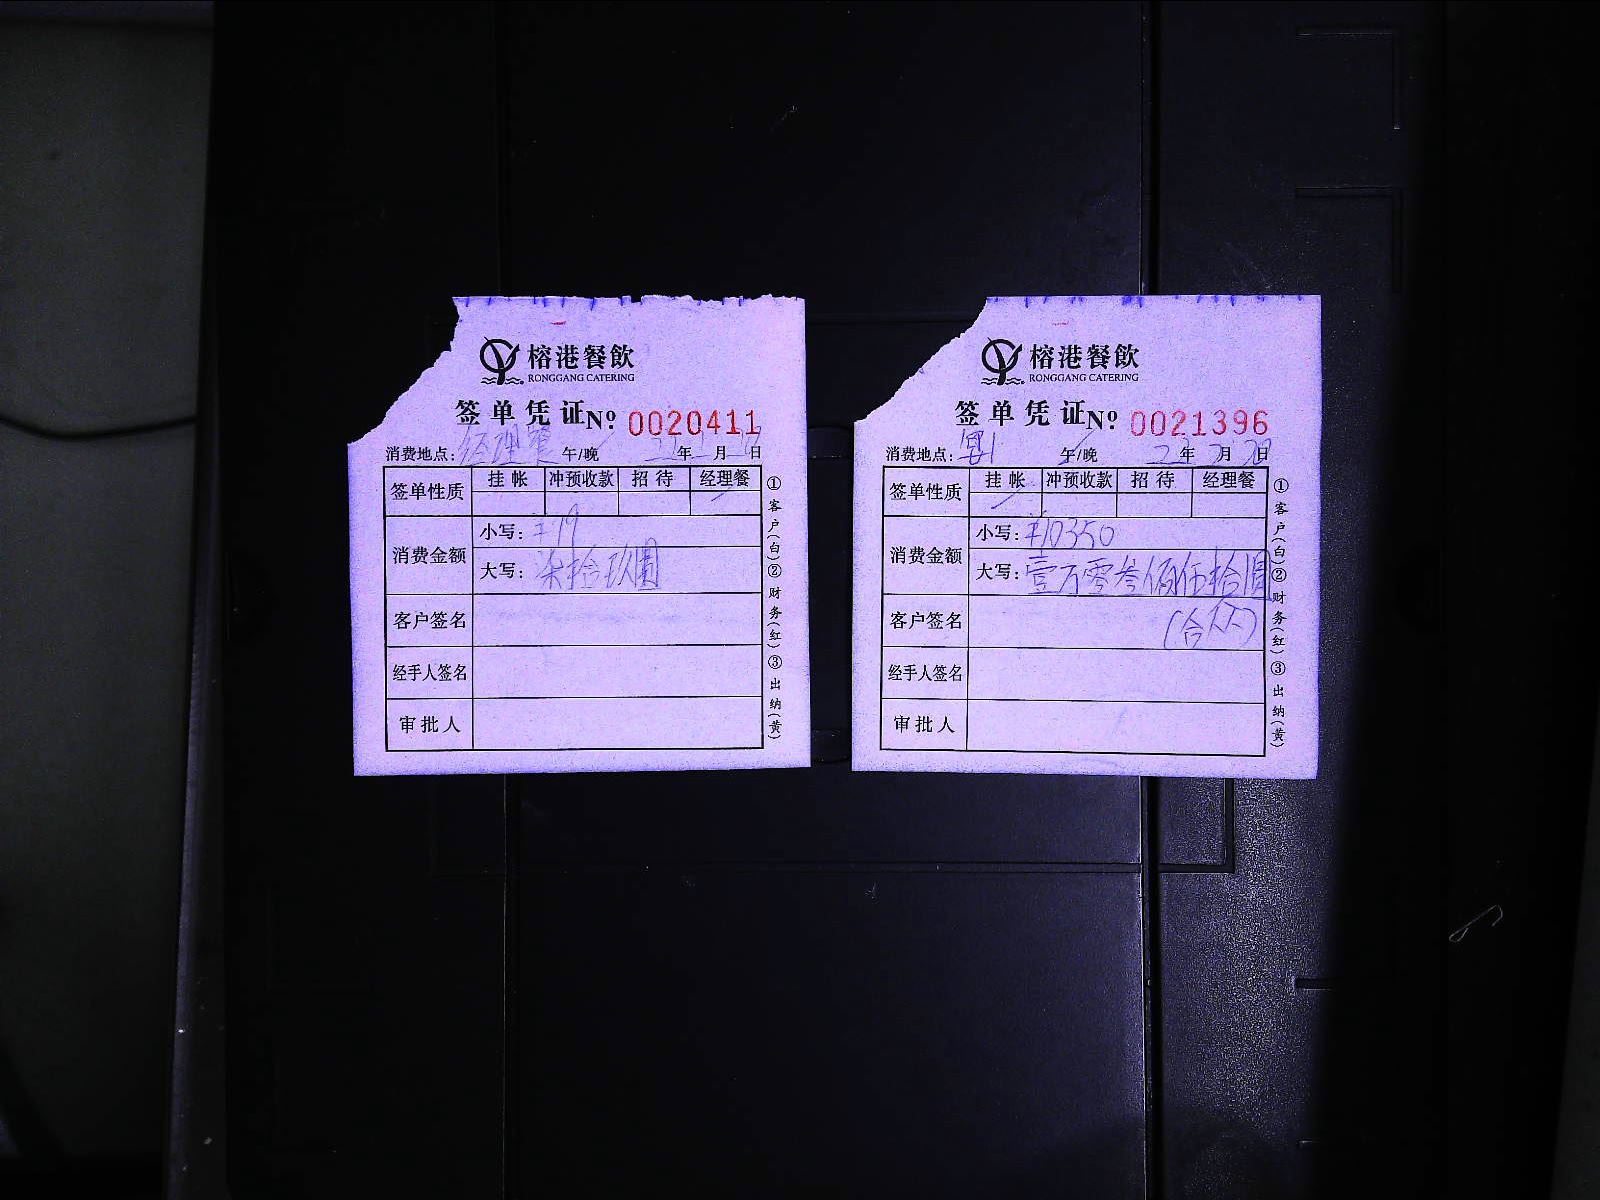 榕港餐飲
RONGGANG CATERING
签单凭证№ 0020411
消费地点：经理餐 午/晚 年 月 日
签单性质 挂帐 冲预收款 招待 经理餐
消费金额
小写：¥79
大写：柒拾玖圆
客户签名
经手人签名
审批人
①客户(白)②财务(红)③出纳(黄)
榕港餐飲
RONGGANG CATERING
签单凭证№ 0021396
消费地点： 午/晚 年 月 日
签单性质 挂帐 冲预收款 招待 经理餐
消费金额
小写：¥10350
大写：壹万零叁佰伍拾圆
客户签名
经手人签名
审批人
①客户(白)②财务(红)③出纳(黄)